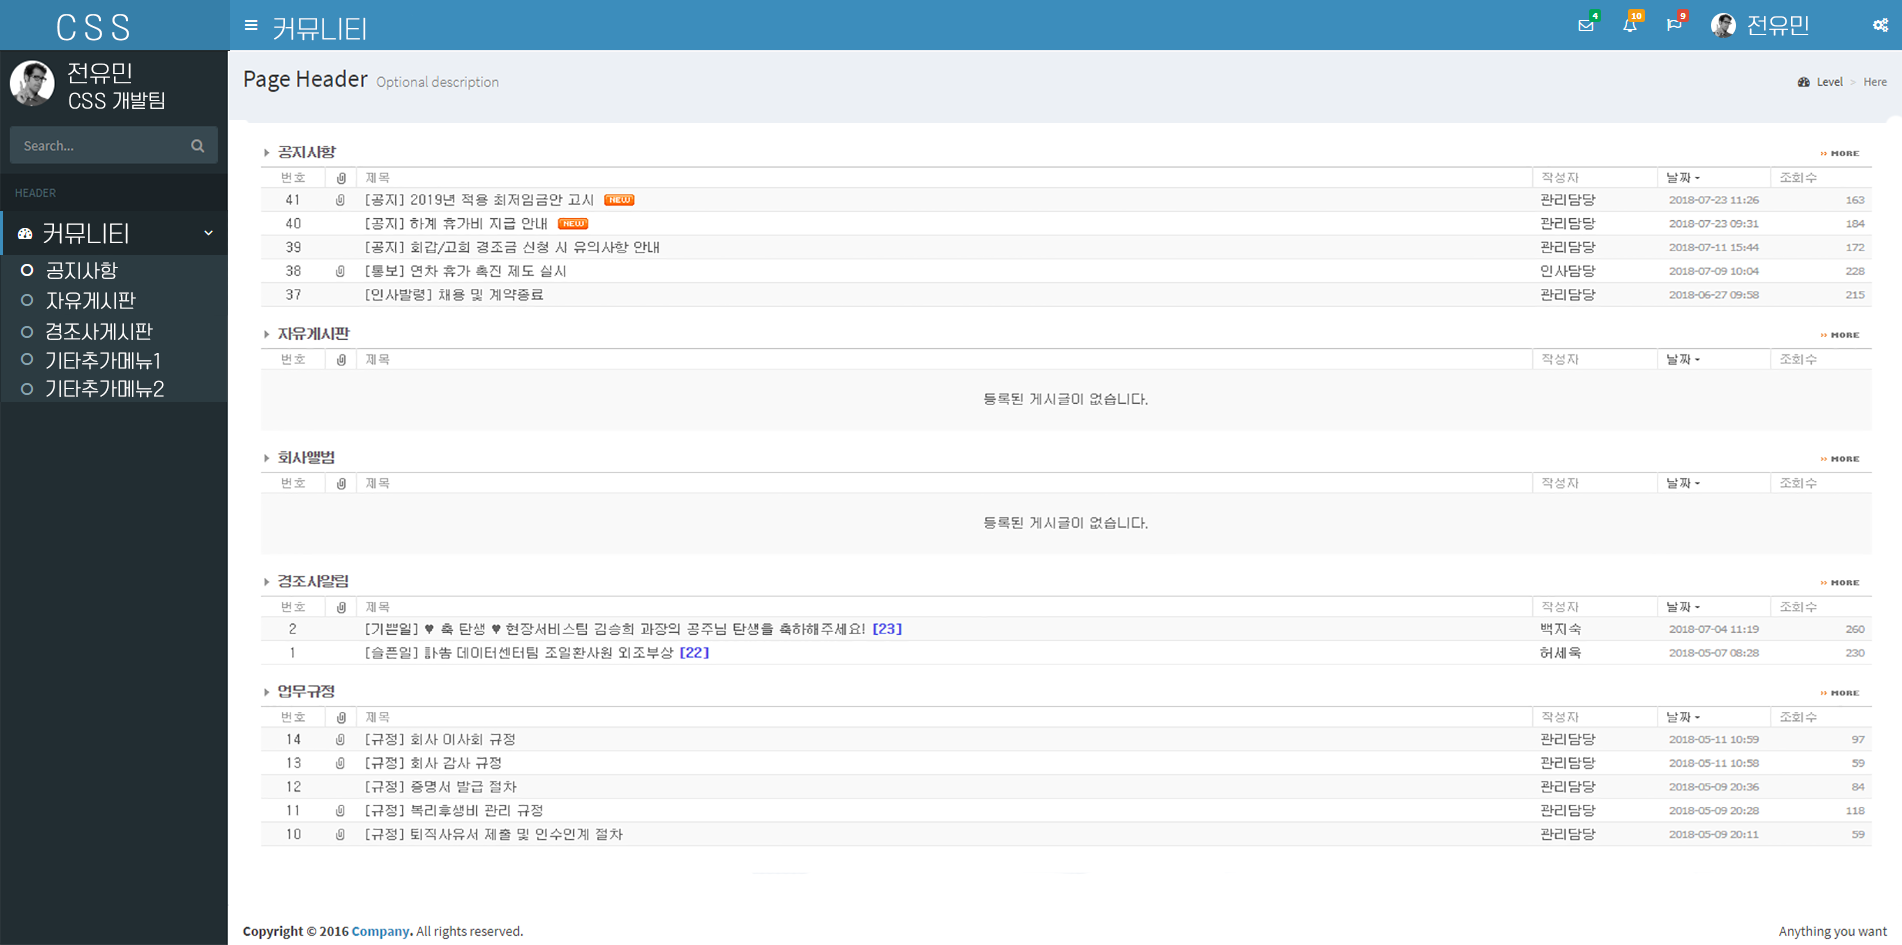 CSS
커뮤니티
4
10
9
전유민
전유민
CSS 개발팀
Search...
HEADER
커뮤니티
공지사항
자유게시판
경조사게시판
기타추가메뉴1
기타추가메뉴2
Page Header Optional description
Level > Here
공지사항 MORE
번호 제목 작성자 날짜 조회수
41 [공지] 2019년 적용 최저임금안 고시 NEW 관리담당 2018-07-23 11:26 163
40 [공지] 하계 휴가비 지급 안내 NEW 관리담당 2018-07-23 09:31 184
39 [공지] 회갑/고희 경조금 신청 시 유의사항 안내 관리담당 2018-07-11 15:44 172
38 [통보] 연차 휴가 촉진 제도 실시 인사담당 2018-07-09 10:04 228
37 [인사발령] 채용 및 계약종료 관리담당 2018-06-27 09:58 215
자유게시판 MORE
번호 제목 작성자 날짜 조회수
등록된 게시글이 없습니다.
회사앨범 MORE
번호 제목 작성자 날짜 조회수
등록된 게시글이 없습니다.
경조사알림 MORE
번호 제목 작성자 날짜 조회수
2 [기쁜일] ♥ 축 탄생 ♥ 현장서비스팀 김승희 과장의 공주님 탄생을 축하해주세요! [23] 백지숙 2018-07-04 11:19 260
1 [슬픈일] 訃告 데이터센터팀 조일환사원 외조부상 [22] 허세욱 2018-05-07 08:28 230
업무규정 MORE
번호 제목 작성자 날짜 조회수
14 [규정] 회사 이사회 규정 관리담당 2018-05-11 10:59 97
13 [규정] 회사 감사 규정 관리담당 2018-05-11 10:58 59
12 [규정] 증명서 발급 절차 관리담당 2018-05-09 20:36 84
11 [규정] 복리후생비 관리 규정 관리담당 2018-05-09 20:28 118
10 [규정] 퇴직사유서 제출 및 인수인계 절차 관리담당 2018-05-09 20:11 59
Copyright © 2016 Company. All rights reserved.
Anything you want